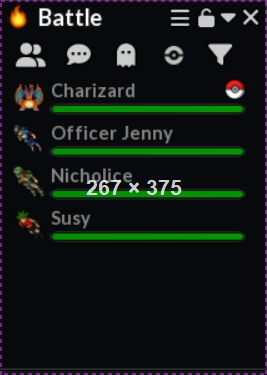 Battle
Charizard
Officer Jenny
Nicholice
267 × 375
Susy